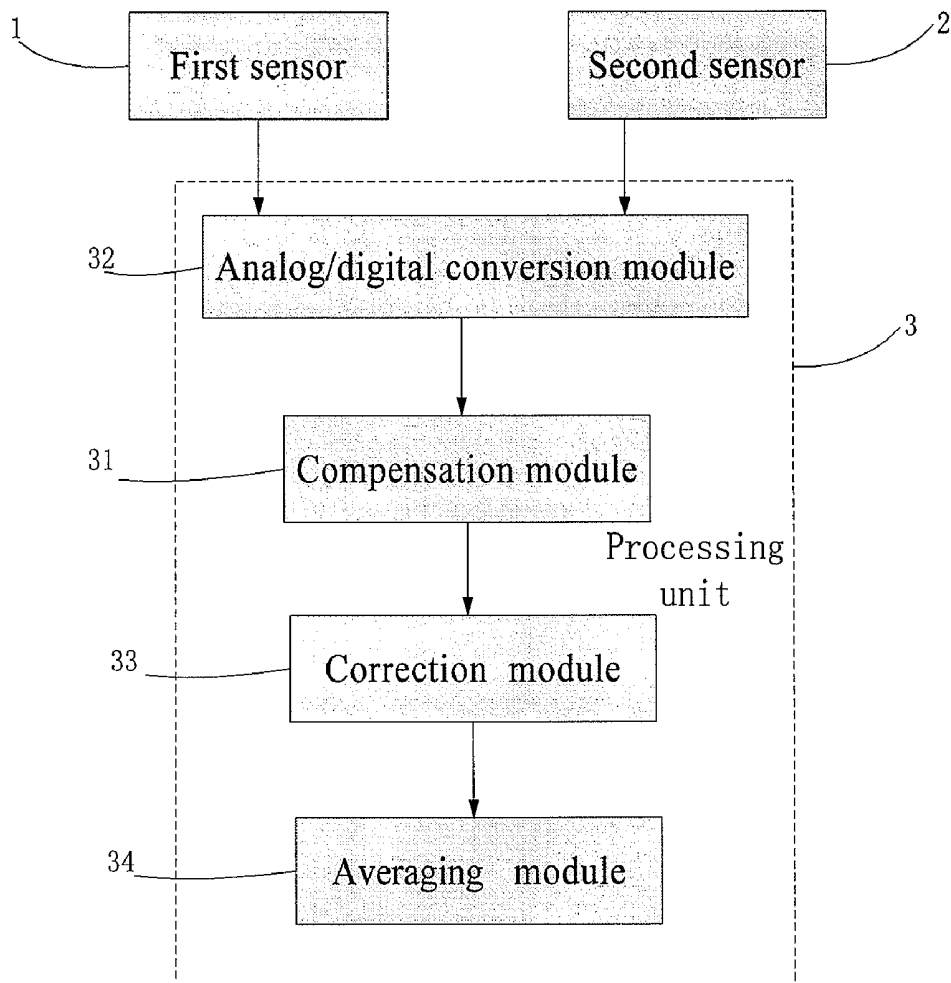 1
First sensor
Second sensor
2
32
Analog/digital conversion module
3
31
Compensation module
Processing
unit
33
Correction module
34
Averaging module